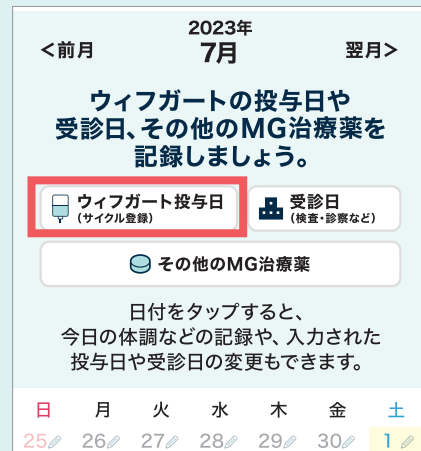 2023年
<前月 7月 翌月>
ウィフガートの投与日や
受診日、その他のMG治療薬を
記録しましょう。
ウィフガート投与日 受診日
(サイクル登録) (検査・診察など)
その他のMG治療薬
日付をタップすると、
今日の体調などの記録や、入力された
投与日や受診日の変更もできます。
日 月 火 水 木 金 土
25 26 27 28 29 30 1